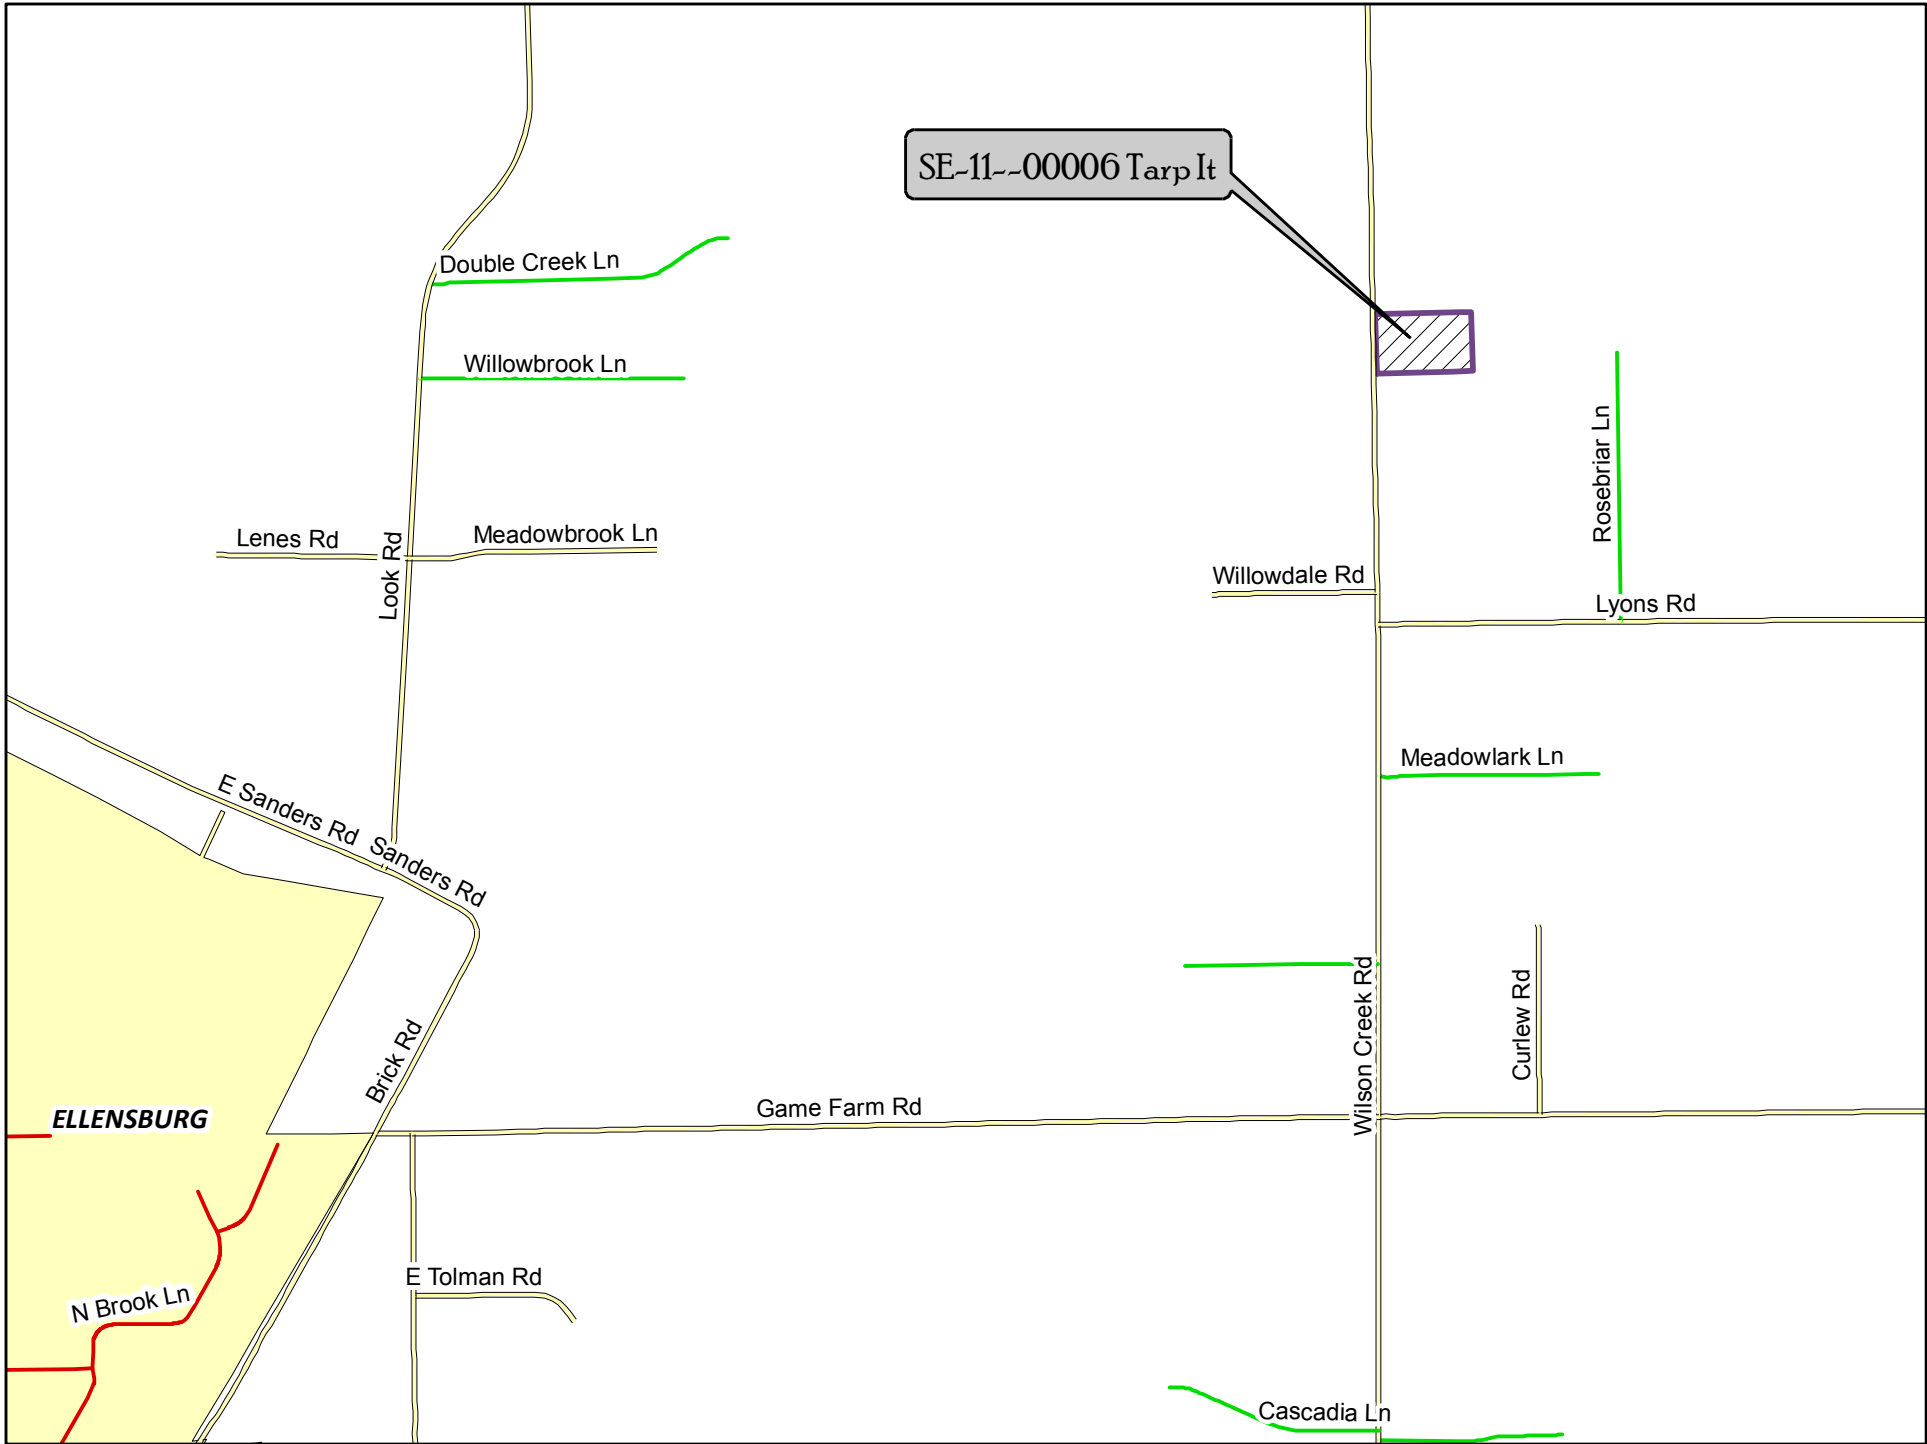 SE-11--00006 Tarp It
Double Creek Ln
Willowbrook Ln
Rosebriar Ln
Lenes Rd
Look Rd
Meadowbrook Ln
Willowdale Rd
Lyons Rd
Meadowlark Ln
E Sanders Rd
Sanders Rd
Wilson Creek Rd
Curlew Rd
Brick Rd
Game Farm Rd
ELLENSBURG
E Tolman Rd
N Brook Ln
Cascadia Ln